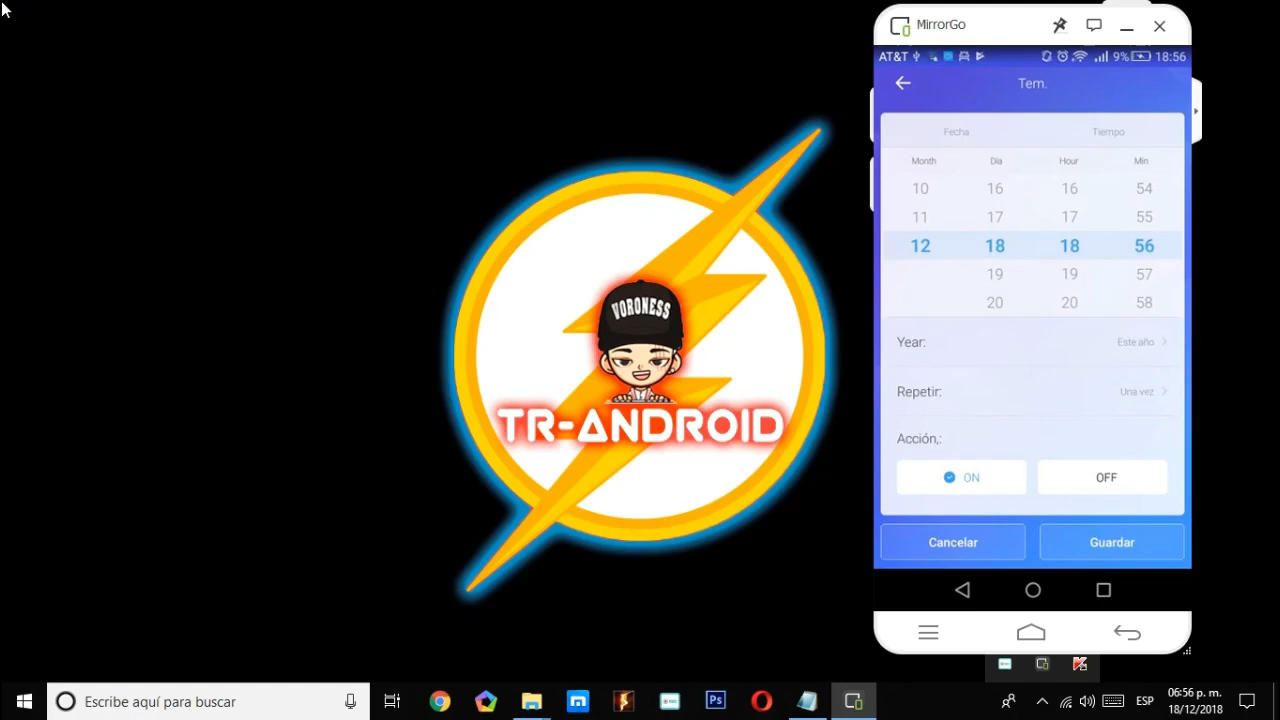 MirrorGo
AT&T 9% 18:56
Tem.
Fecha Tiempo
Month Día Hour Min
10 16 16 54
11 17 17 55
12 18 18 56
19 19 57
20 20 58
Year: Este año
Repetir: Una vez
Acción,:
ON OFF
Cancelar Guardar
VORONESS
TR-ANDROID
Escribe aquí para buscar
Ps
ESP
06:56 p. m.
18/12/2018